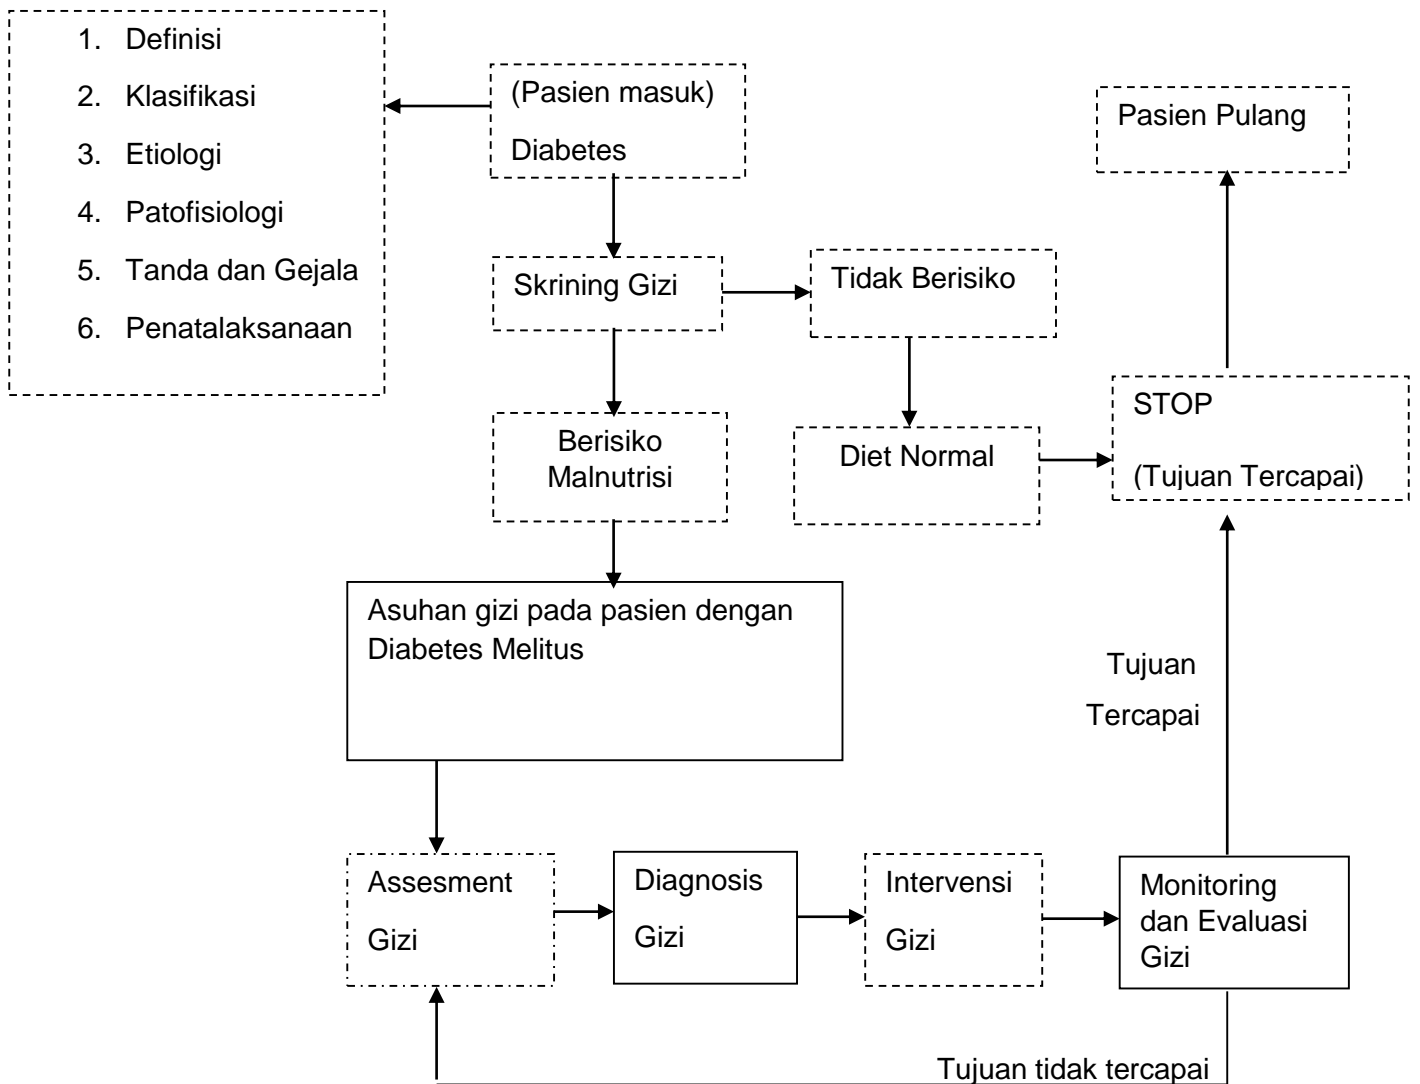 1. Definisi
2. Klasifikasi
3. Etiologi
4. Patofisiologi
5. Tanda dan Gejala
6. Penatalaksanaan
(Pasien masuk)
Diabetes
Pasien Pulang
Skrining Gizi
Tidak Berisiko
Berisiko
Malnutrisi
Diet Normal
STOP
(Tujuan Tercapai)
Asuhan gizi pada pasien dengan
Diabetes Melitus
Tujuan
Tercapai
Assesment
Gizi
Diagnosis
Gizi
Intervensi
Gizi
Monitoring
dan Evaluasi
Gizi
Tujuan tidak tercapai